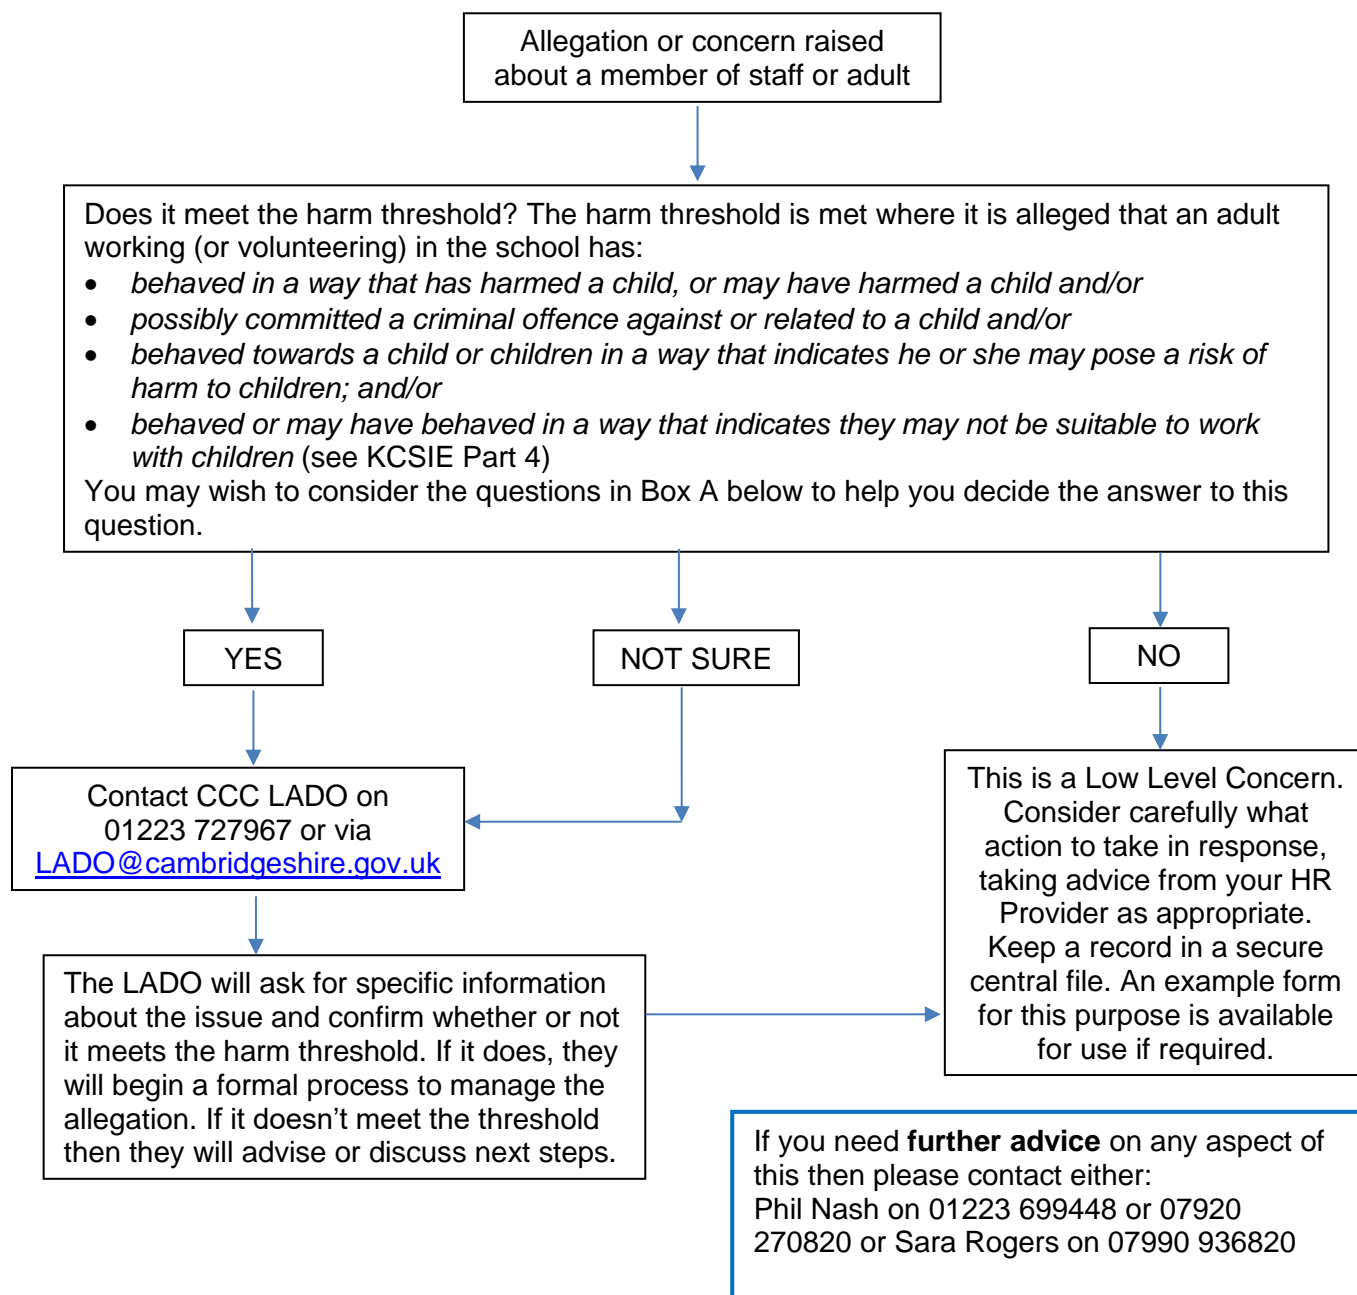 Allegation or concern raised
about a member of staff or adult
Does it meet the harm threshold? The harm threshold is met where it is alleged that an adult
working (or volunteering) in the school has:
• behaved in a way that has harmed a child, or may have harmed a child and/or
• possibly committed a criminal offence against or related to a child and/or
• behaved towards a child or children in a way that indicates he or she may pose a risk of
harm to children; and/or
• behaved or may have behaved in a way that indicates they may not be suitable to work
with children (see KCSIE Part 4)
You may wish to consider the questions in Box A below to help you decide the answer to this
question.
YES
NOT SURE
NO
Contact CCC LADO on
01223 727967 or via
LADO@cambridgeshire.gov.uk
This is a Low Level Concern.
Consider carefully what
action to take in response,
taking advice from your HR
Provider as appropriate.
Keep a record in a secure
central file. An example form
for this purpose is available
for use if required.
The LADO will ask for specific information
about the issue and confirm whether or not
it meets the harm threshold. If it does, they
will begin a formal process to manage the
allegation. If it doesn’t meet the threshold
then they will advise or discuss next steps.
If you need further advice on any aspect of
this then please contact either:
Phil Nash on 01223 699448 or 07920
270820 or Sara Rogers on 07990 936820